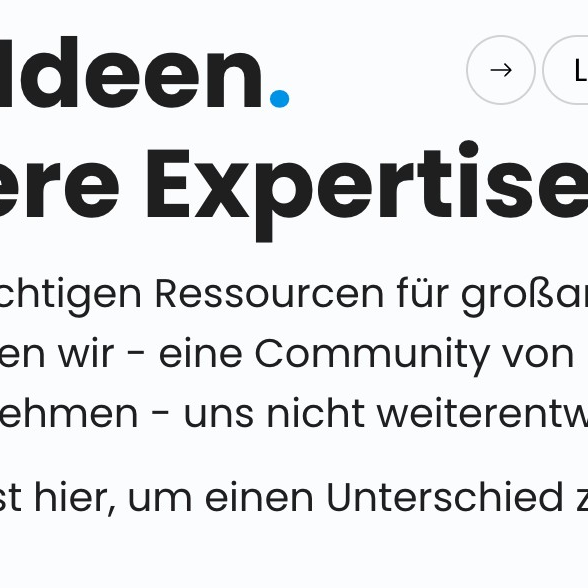 Ideen.
→ L
ere Expertise
chtigen Ressourcen für großar
en wir - eine Community von
ehmen - uns nicht weiterentw
st hier, um einen Unterschied z